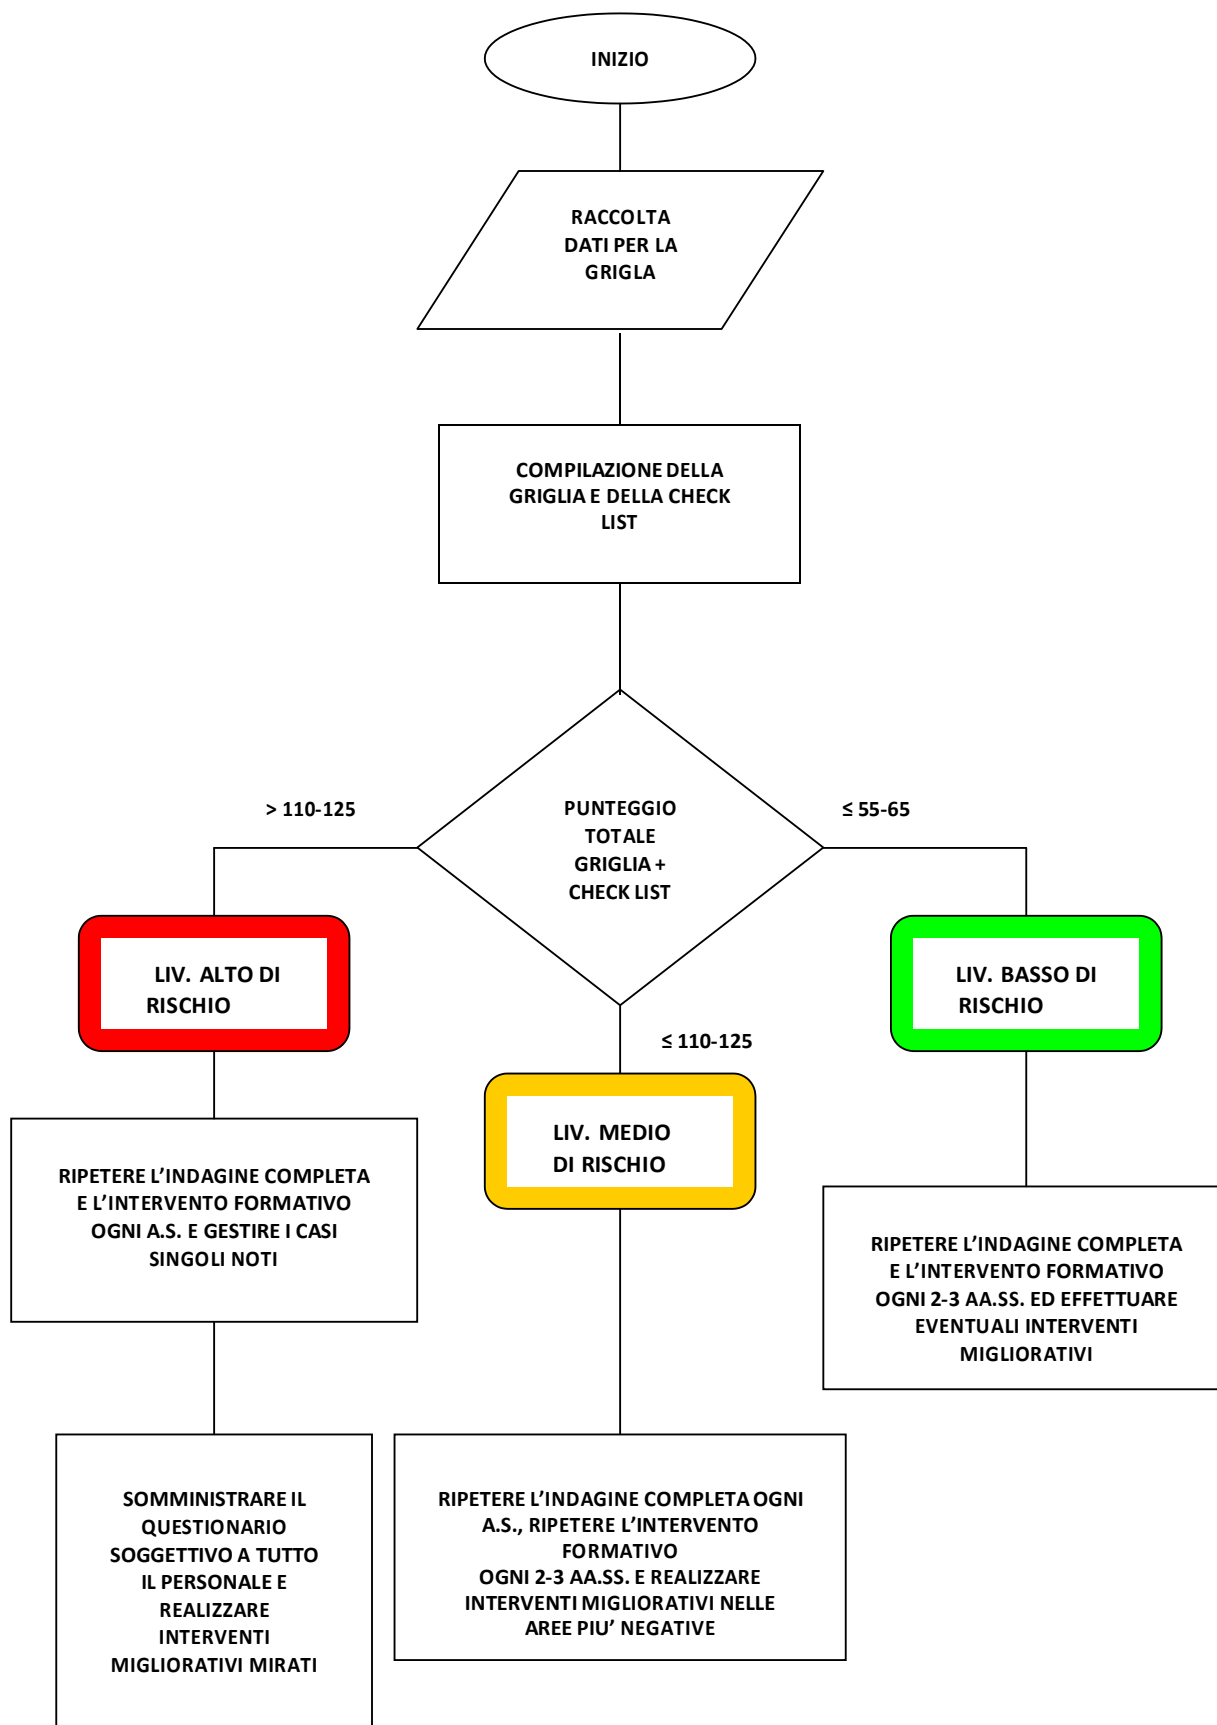 INIZIO
RACCOLTA
DATI PER LA
GRIGLA
COMPILAZIONE DELLA
GRIGLIA E DELLA CHECK
LIST
> 110-125
PUNTEGGIO
TOTALE
GRIGLIA +
CHECK LIST
≤ 55-65
LIV. ALTO DI
RISCHIO
LIV. BASSO DI
RISCHIO
≤ 110-125
LIV. MEDIO
DI RISCHIO
RIPETERE L’INDAGINE COMPLETA
E L’INTERVENTO FORMATIVO
OGNI A.S. E GESTIRE I CASI
SINGOLI NOTI
RIPETERE L’INDAGINE COMPLETA
E L’INTERVENTO FORMATIVO
OGNI 2-3 AA.SS. ED EFFETTUARE
EVENTUALI INTERVENTI
MIGLIORATIVI
SOMMINISTRARE IL
QUESTIONARIO
SOGGETTIVO A TUTTO
IL PERSONALE E
REALIZZARE
INTERVENTI
MIGLIORATIVI MIRATI
RIPETERE L’INDAGINE COMPLETA OGNI
A.S., RIPETERE L’INTERVENTO
FORMATIVO
OGNI 2-3 AA.SS. E REALIZZARE
INTERVENTI MIGLIORATIVI NELLE
AREE PIU’ NEGATIVE